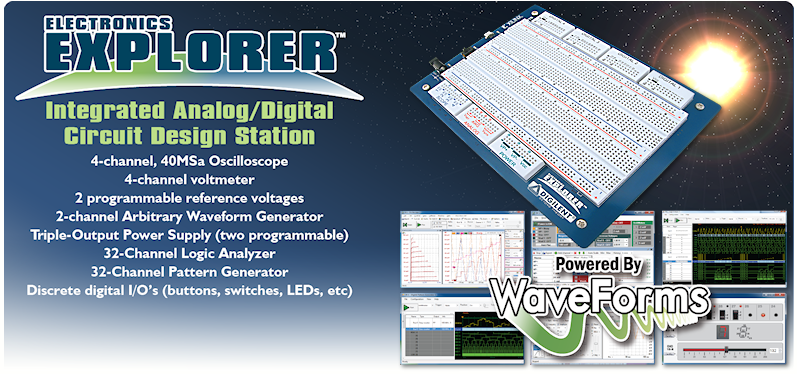 ELECTRONICS
EXPLORER™
Integrated Analog/Digital
Circuit Design Station
4-channel, 40MSa Oscilloscope
4-channel voltmeter
2 programmable reference voltages
2-channel Arbitrary Waveform Generator
Triple-Output Power Supply (two programmable)
32-Channel Logic Analyzer
32-Channel Pattern Generator
Discrete digital I/O's (buttons, switches, LEDs, etc)
EXPLORER
DIGILENT
Powered By
WaveForms